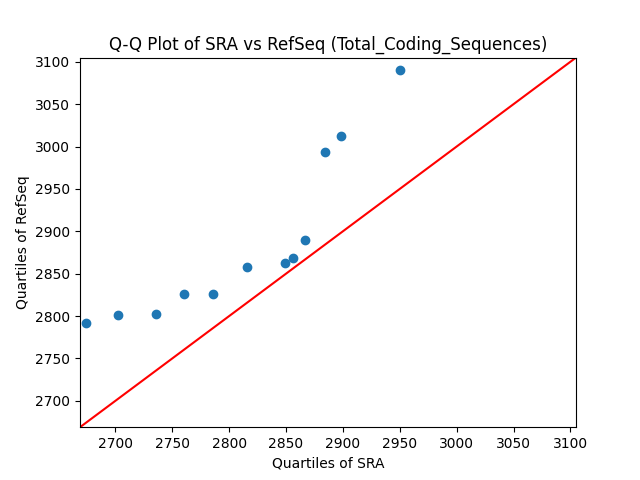 Q-Q Plot of SRA vs RefSeq (Total_Coding_Sequences)
Quartiles of RefSeq
3100
3050
3000
2950
2900
2850
2800
2750
2700
2700 2750 2800 2850 2900 2950 3000 3050 3100
Quartiles of SRA